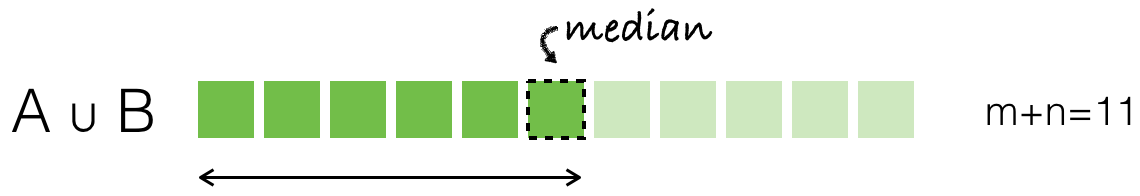 median
A ∪ B
m+n=11